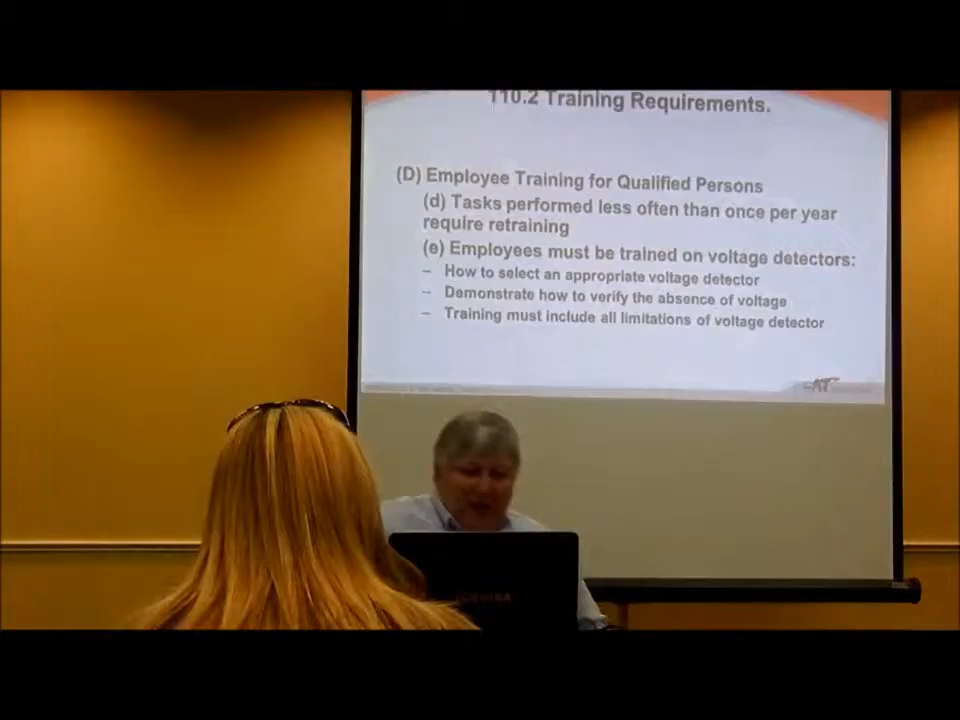 110.2 Training Requirements.
(D) Employee Training for Qualified Persons
(d) Tasks performed less often than once per year
require retraining
(e) Employees must be trained on voltage detectors:
– How to select an appropriate voltage detector
– Demonstrate how to verify the absence of voltage
– Training must include all limitations of voltage detector
TOSHIBA